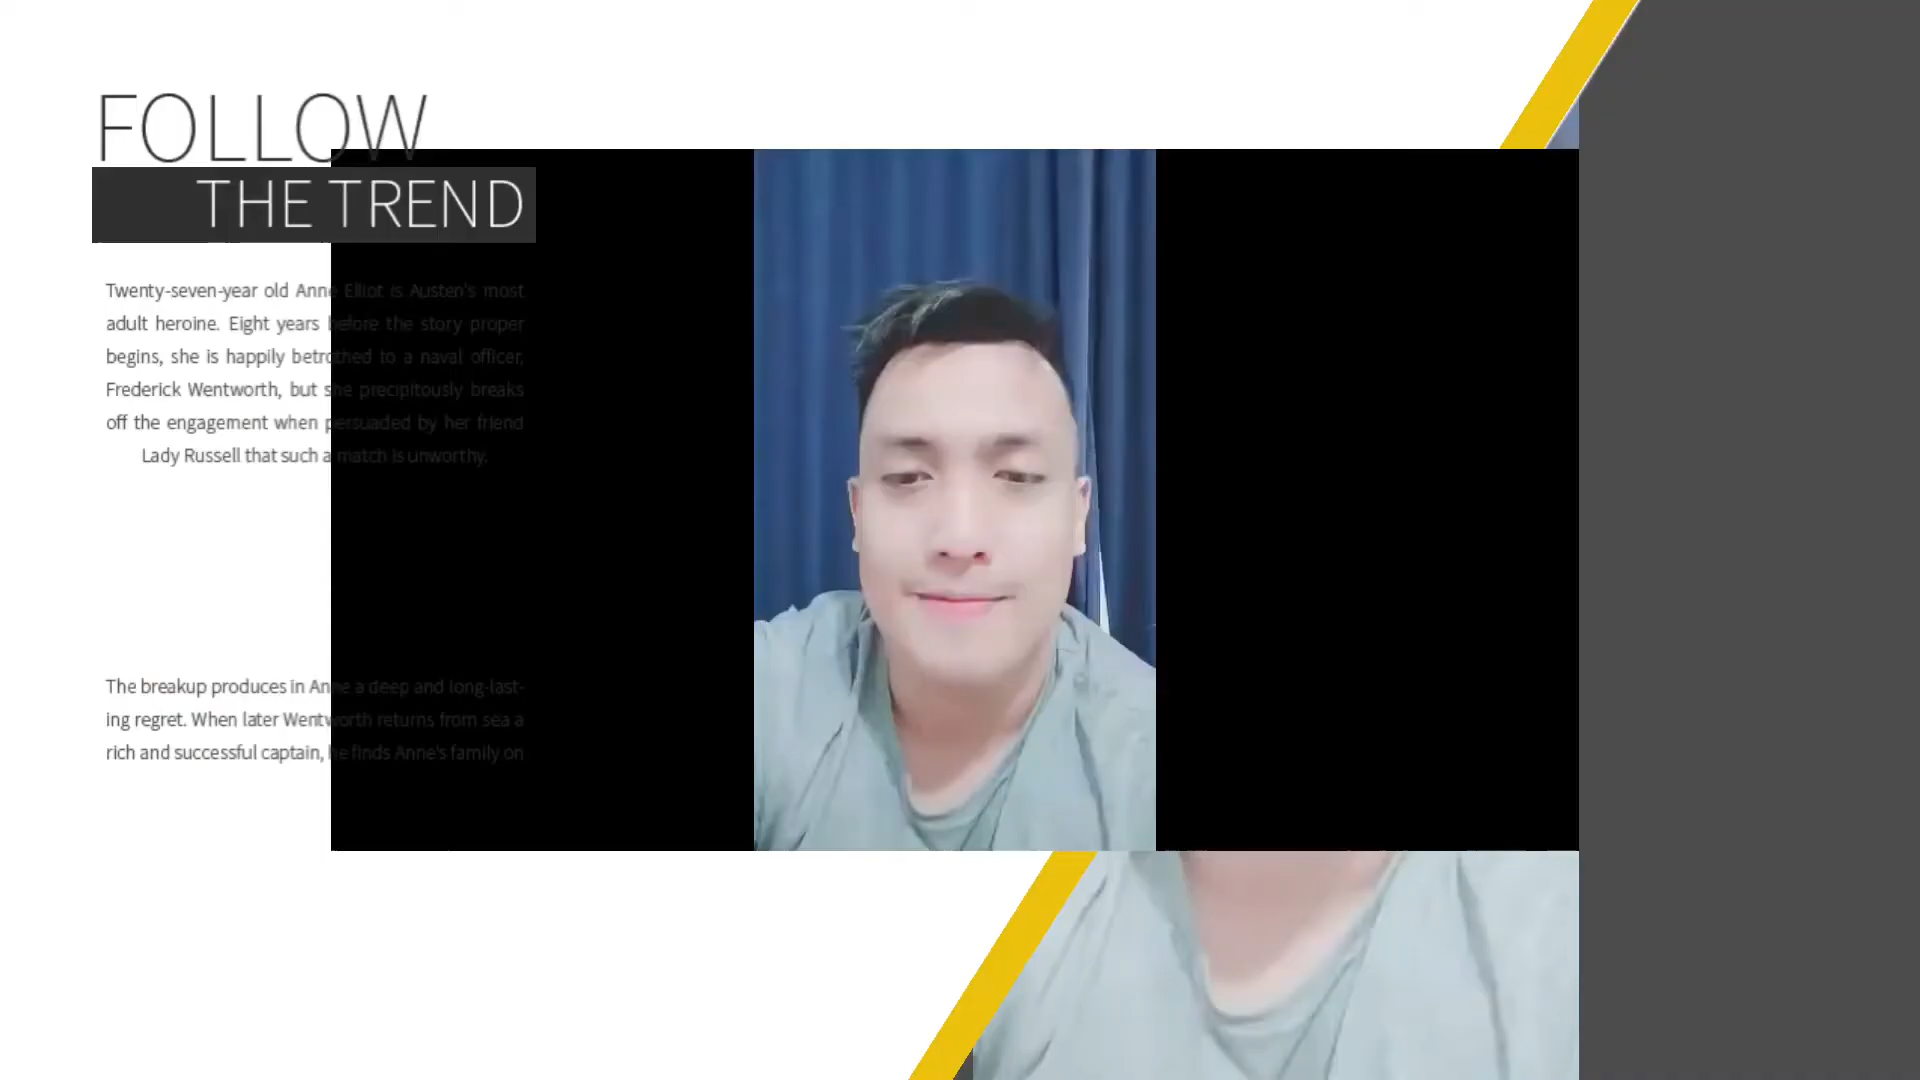 FOLLOW
THE TREND
Twenty-seven-year old Anne Elliot is Austen's most
adult heroine. Eight years before the story proper
begins, she is happily betrothed to a naval officer,
Frederick Wentworth, but she precipitously breaks
off the engagement when persuaded by her friend
Lady Russell that such a match is unworthy.
The breakup produces in Anne a deep and long-last-
ing regret. When later Wentworth returns from sea a
rich and successful captain, he finds Anne's family on